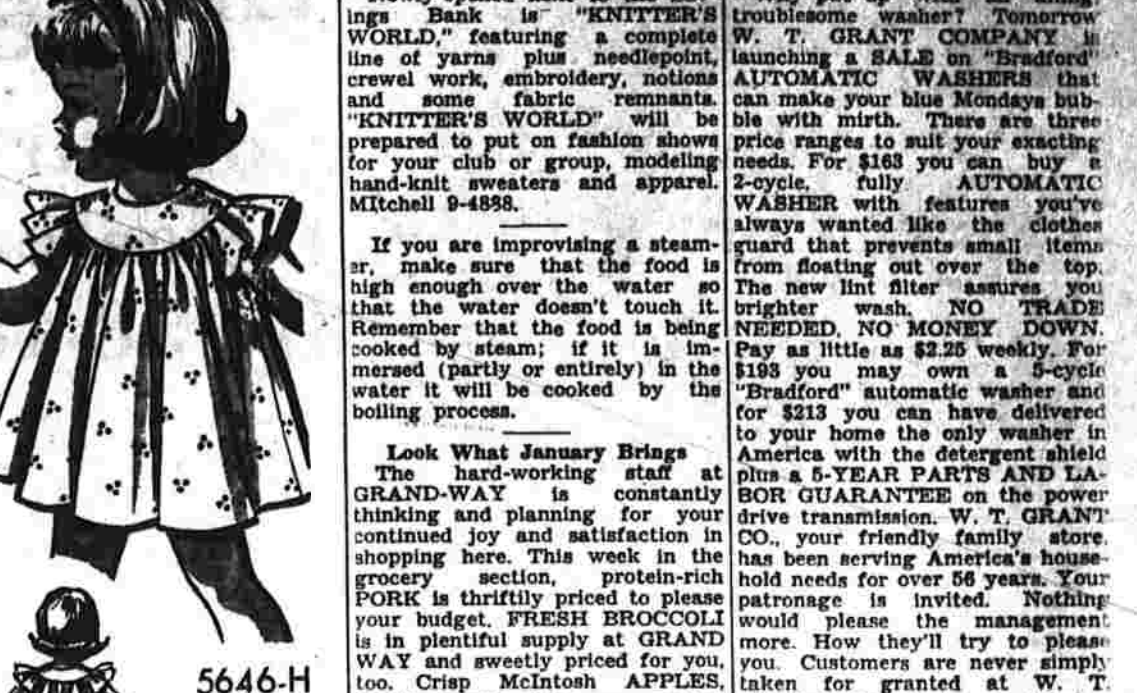 5646-H
ings Bank is "KNITTER'S
WORLD," featuring a complete
line of yarns plus needlepoint,
crewel work, embroidery, notions
and some fabric remnants.
"KNITTER'S WORLD" will be
prepared to put on fashion shows
for your club or group, modeling
hand-knit sweaters and apparel.
MItchell 9-4888.
If you are improvising a steam-
er, make sure that the food is
high enough over the water so
that the water doesn't touch it.
Remember that the food is being
cooked by steam; if it is im-
mersed (partly or entirely) in the
water it will be cooked by the
boiling process.
Look What January Brings
The hard-working staff at
GRAND-WAY is constantly
thinking and planning for your
continued joy and satisfaction in
shopping here. This week in the
grocery section, protein-rich
PORK is thriftily priced to please
your budget. FRESH BROCCOLI
is in plentiful supply at GRAND
WAY and sweetly priced for you,
too. Crisp McIntosh APPLES,
troublesome washer? Tomorrow
W. T. GRANT COMPANY is
launching a SALE on "Bradford"
AUTOMATIC WASHERS that
can make your blue Mondays bub-
ble with mirth. There are three
price ranges to suit your exacting
needs. For $163 you can buy a
2-cycle, fully AUTOMATIC
WASHER with features you've
always wanted like the clothes
guard that prevents small items
from floating out over the top.
The new lint filter assures you
brighter wash. NO TRADE
NEEDED. NO MONEY DOWN.
Pay as little as $2.25 weekly. For
$193 you may own a 5-cycle
"Bradford" automatic washer and
for $213 you can have delivered
to your home the only washer in
America with the detergent shield
plus a 5-YEAR PARTS AND LA-
BOR GUARANTEE on the power
drive transmission. W. T. GRANT
CO., your friendly family store,
has been serving America's house-
hold needs for over 56 years. Your
patronage is invited. Nothing
would please the management
more. How they'll try to please
you. Customers are never simply
taken for granted at W. T.